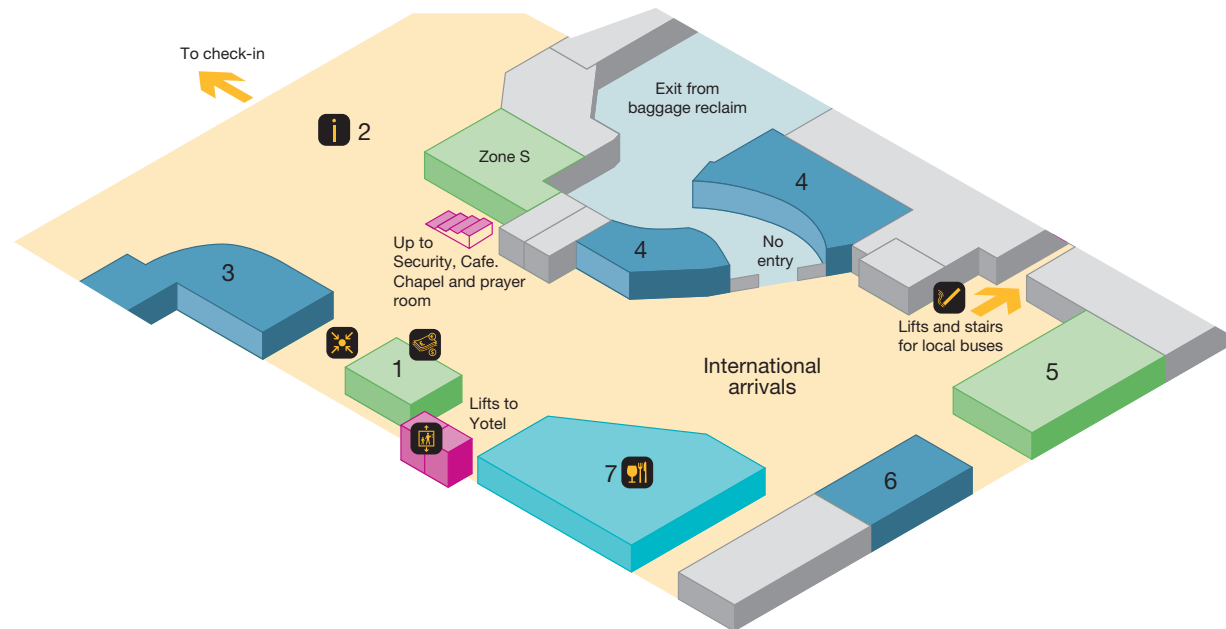 To check-in
i 2
Exit from
baggage reclaim
Zone S
4
4
No
entry
Up to
Security, Cafe.
Chapel and prayer
room
3
Lifts and stairs
for local buses
1
International
arrivals
5
Lifts to
Yotel
7
6